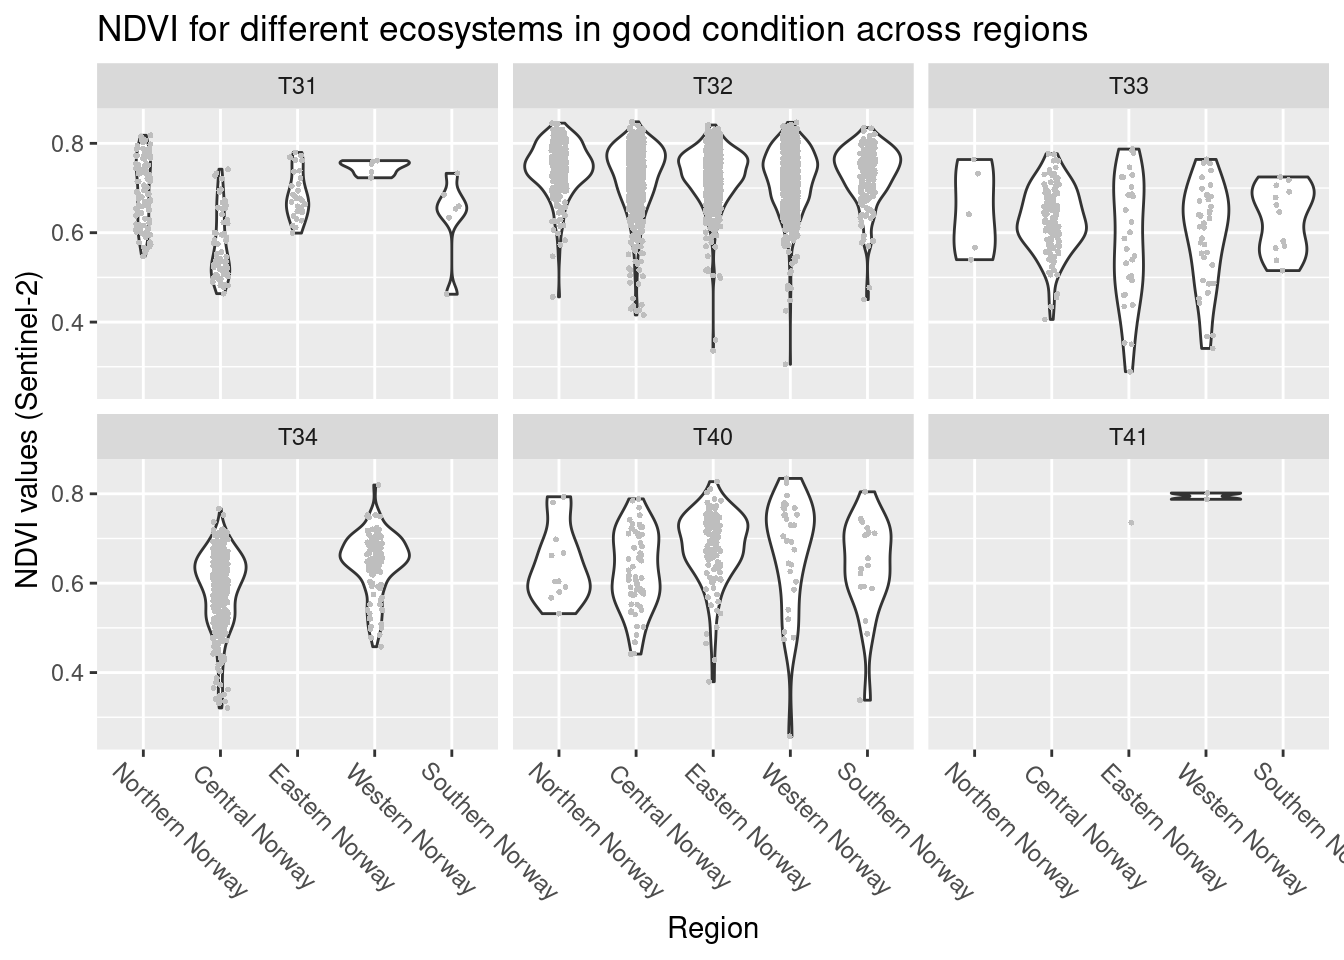 NDVI for different ecosystems in good condition across regions
T31 T32 T33
0.8
0.6
0.4
T34 T40 T41
0.8
0.6
0.4
NDVI values (Sentinel-2)
Northern Norway Central Norway Eastern Norway Western Norway Southern Norway Northern Norway Central Norway Eastern Norway Western Norway Southern Norway Northern Norway Central Norway Eastern Norway Western Norway Southern No
Region